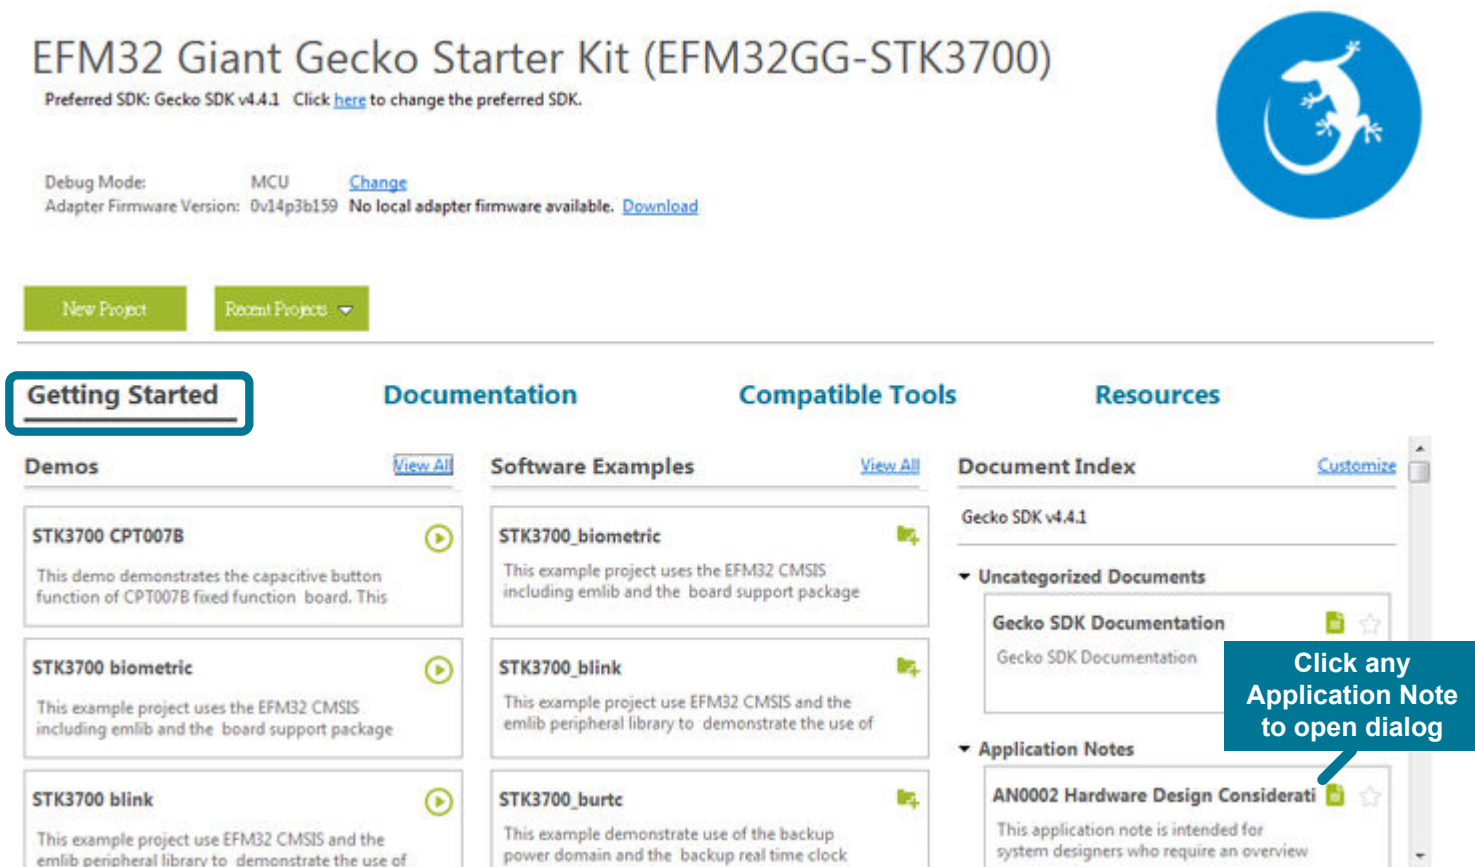 EFM32 Giant Gecko Starter Kit (EFM32GG-STK3700)
Preferred SDK: Gecko SDK v4.4.1 Click here to change the preferred SDK.
Debug Mode: MCU Change
Adapter Firmware Version: 0v14p3b159 No local adapter firmware available. Download
New Project Recent Projects
Getting Started Documentation Compatible Tools Resources
Demos View All
STK3700 CPT007B
This demo demonstrates the capacitive button
function of CPT007B fixed function board. This
STK3700 biometric
This example project uses the EFM32 CMSIS
including emlib and the board support package
STK3700 blink
This example project use EFM32 CMSIS and the
emlib peripheral library to demonstrate the use of
Software Examples View All
STK3700_biometric
This example project uses the EFM32 CMSIS
including emlib and the board support package
STK3700_blink
This example project use EFM32 CMSIS and the
emlib peripheral library to demonstrate the use of
STK3700_burtc
This example demonstrate use of the backup
power domain and the backup real time clock
Document Index Customize
Gecko SDK v4.4.1
Uncategorized Documents
Gecko SDK Documentation
Gecko SDK Documentation
Click any
Application Note
to open dialog
Application Notes
AN0002 Hardware Design Considerati
This application note is intended for
system designers who require an overview